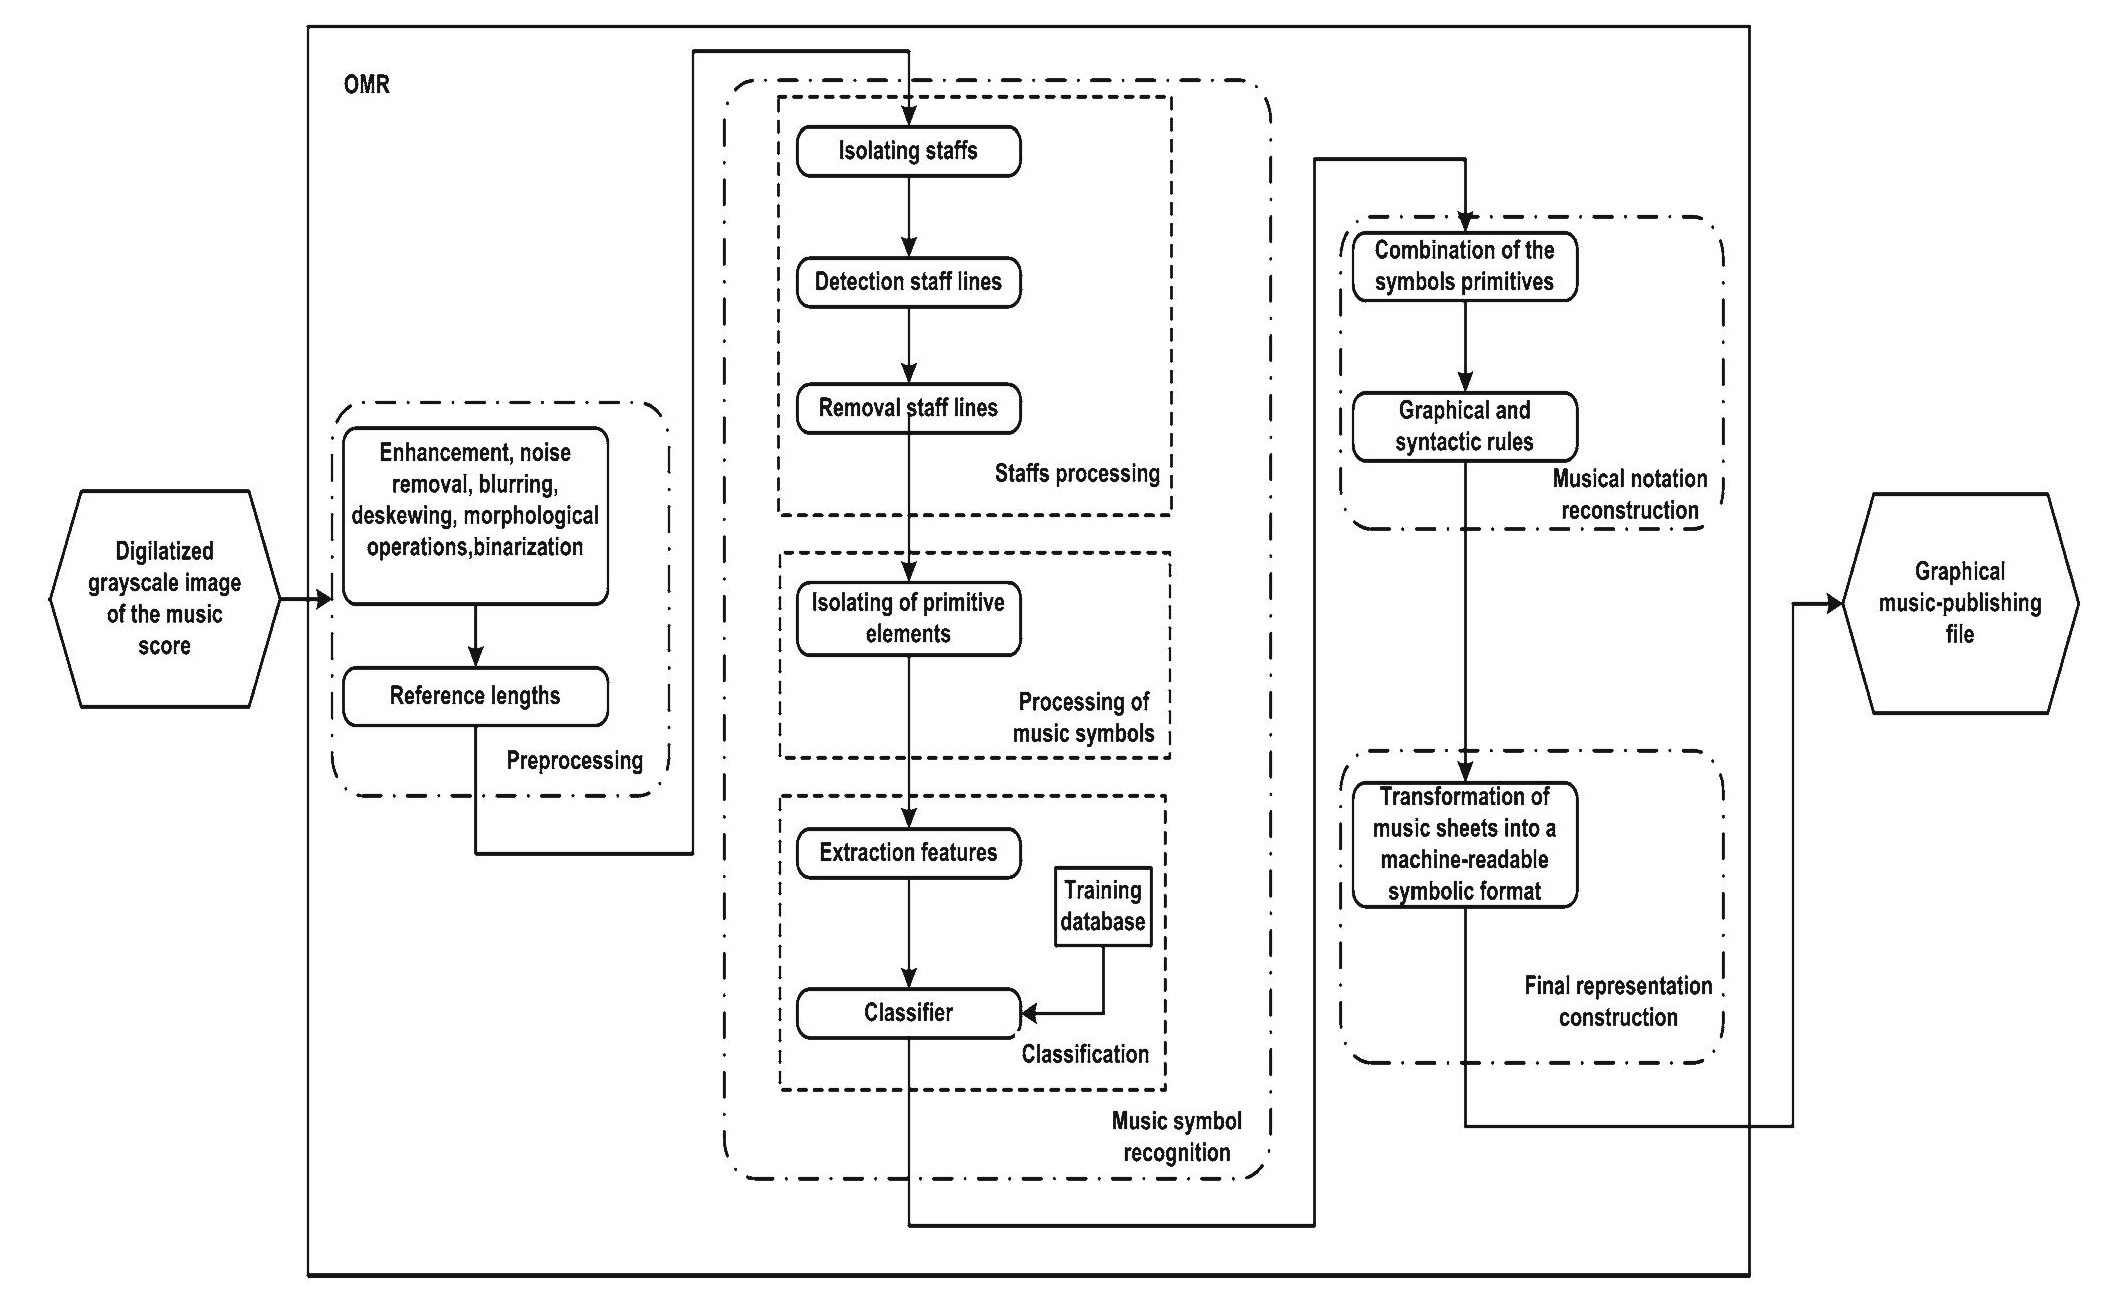 OMR
Digilatized
grayscale image
of the music
score
Enhancement, noise
removal, blurring,
deskewing, morphological
operations,binarization
Reference lengths
Preprocessing
Isolating staffs
Detection staff lines
Removal staff lines
Staffs processing
Isolating of primitive
elements
Processing of
music symbols
Extraction features
Training
database
Classifier
Classification
Music symbol
recognition
Combination of the
symbols primitives
Graphical and
syntactic rules
Musical notation
reconstruction
Transformation of
music sheets into a
machine-readable
symbolic format
Final representation
construction
Graphical
music-publishing
file